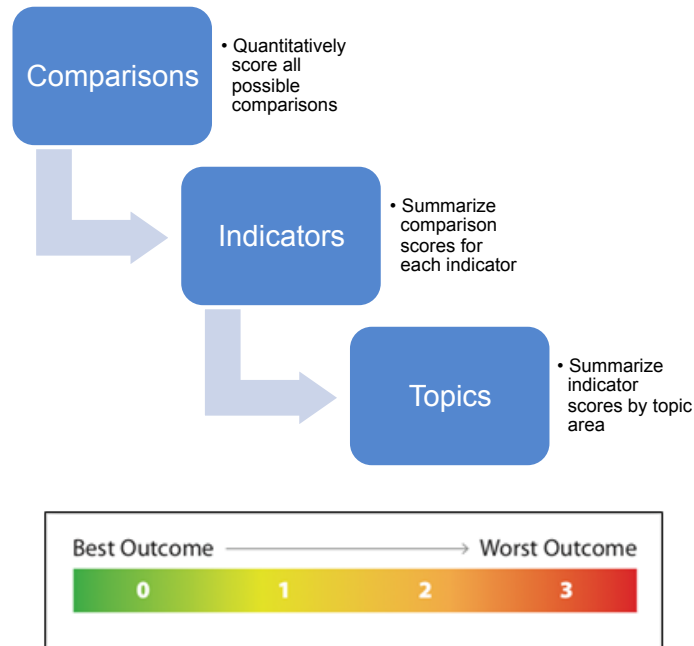 Comparisons
• Quantitatively
score all
possible
comparisons
Indicators
• Summarize
comparison
scores for
each indicator
Topics
• Summarize
indicator
scores by topic
area
Best Outcome → Worst Outcome
0 1 2 3